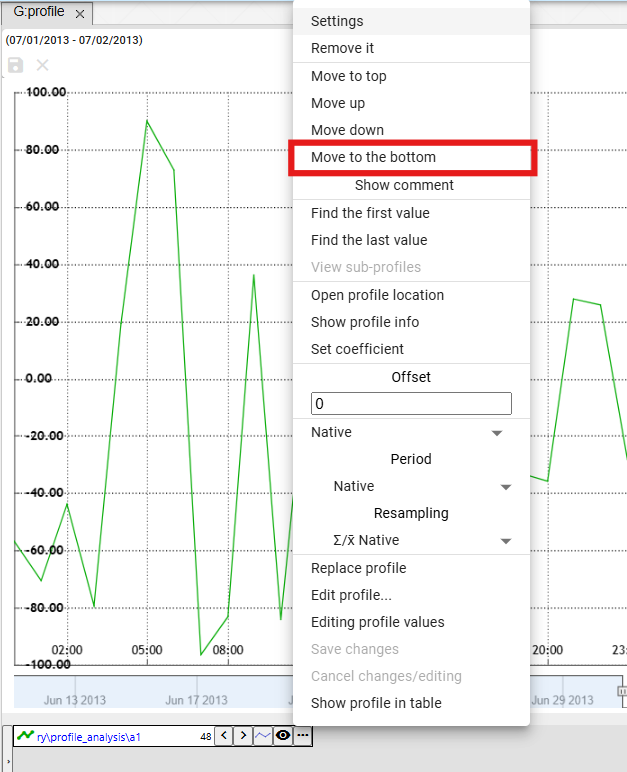 G:profile
(07/01/2013 - 07/02/2013)
Settings
Remove it
Move to top
Move up
Move down
Move to the bottom
Show comment
Find the first value
Find the last value
View sub-profiles
Open profile location
Show profile info
Set coefficient
Offset
0
Native
Period
Native
Resampling
Σ/x̄ Native
Replace profile
Edit profile...
Editing profile values
Save changes
Cancel changes/editing
Show profile in table
100.00
80.00
60.00
40.00
20.00
0.00
-20.00
-40.00
-60.00
-80.00
-100.00
02:00 05:00 08:00 20:00
Jun 13 2013 Jun 17 2013 Jun 29 2013
ry\profile_analysis\a1 48